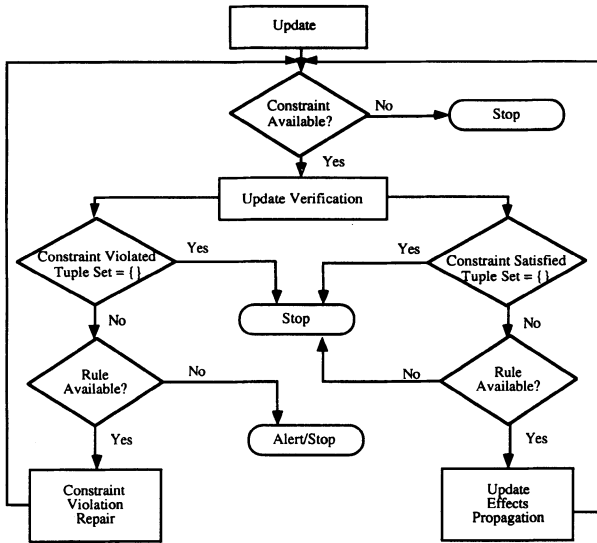 Update
Constraint
Available?
No
Stop
Yes
Update Verification
Constraint Violated
Tuple Set = { }
Yes
Yes
Constraint Satisfied
Tuple Set = { }
Stop
No
No
Rule
Available?
No
No
Rule
Available?
Alert/Stop
Yes
Yes
Constraint
Violation
Repair
Update
Effects
Propagation